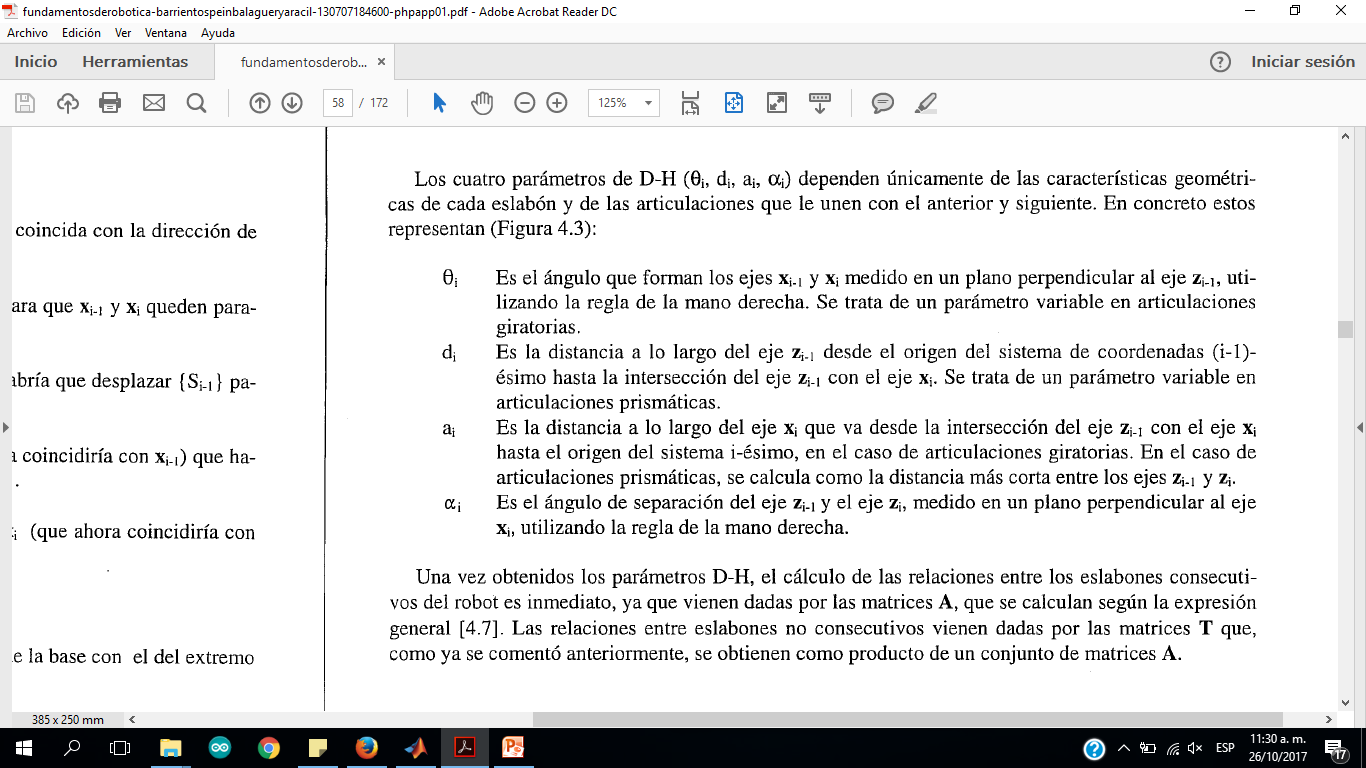 fundamentosderobotica-barrientospeinbalagueryaracil-130707184600-phpapp01.pdf - Adobe Acrobat Reader DC
Archivo Edición Ver Ventana Ayuda
Inicio Herramientas fundamentosderob... × ? Iniciar sesión
58 / 172 125%
coincida con la dirección de
ara que xi-1 y xi queden para-
abría que desplazar {Si-1} pa-
a coincidiría con xi-1) que ha-
.
zi (que ahora coincidiría con
e la base con el del extremo
Los cuatro parámetros de D-H (θi, di, ai, αi) dependen únicamente de las características geométri-
cas de cada eslabón y de las articulaciones que le unen con el anterior y siguiente. En concreto estos
representan (Figura 4.3):
θi Es el ángulo que forman los ejes xi-1 y xi medido en un plano perpendicular al eje zi-1, uti-
lizando la regla de la mano derecha. Se trata de un parámetro variable en articulaciones
giratorias.
di Es la distancia a lo largo del eje zi-1 desde el origen del sistema de coordenadas (i-1)-
ésimo hasta la intersección del eje zi-1 con el eje xi. Se trata de un parámetro variable en
articulaciones prismáticas.
ai Es la distancia a lo largo del eje xi que va desde la intersección del eje zi-1 con el eje xi
hasta el origen del sistema i-ésimo, en el caso de articulaciones giratorias. En el caso de
articulaciones prismáticas, se calcula como la distancia más corta entre los ejes zi-1 y zi.
αi Es el ángulo de separación del eje zi-1 y el eje zi, medido en un plano perpendicular al eje
xi, utilizando la regla de la mano derecha.
Una vez obtenidos los parámetros D-H, el cálculo de las relaciones entre los eslabones consecuti-
vos del robot es inmediato, ya que vienen dadas por las matrices A, que se calculan según la expresión
general [4.7]. Las relaciones entre eslabones no consecutivos vienen dadas por las matrices T que,
como ya se comentó anteriormente, se obtienen como producto de un conjunto de matrices A.
385 x 250 mm
ESP 11:30 a. m.
26/10/2017
17